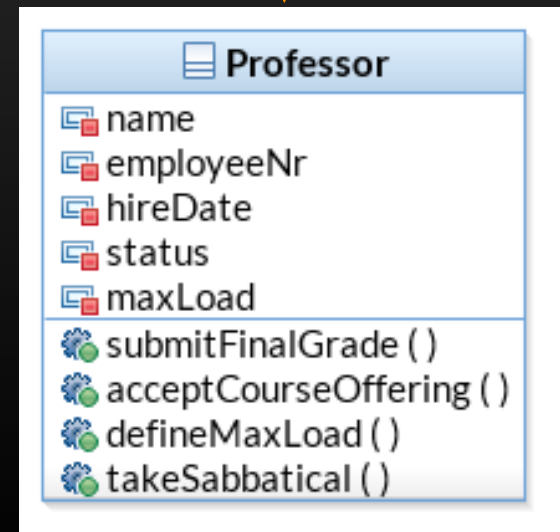 Professor
name
employeeNr
hireDate
status
maxLoad
submitFinalGrade ( )
acceptCourseOffering ( )
defineMaxLoad ( )
takeSabbatical ( )